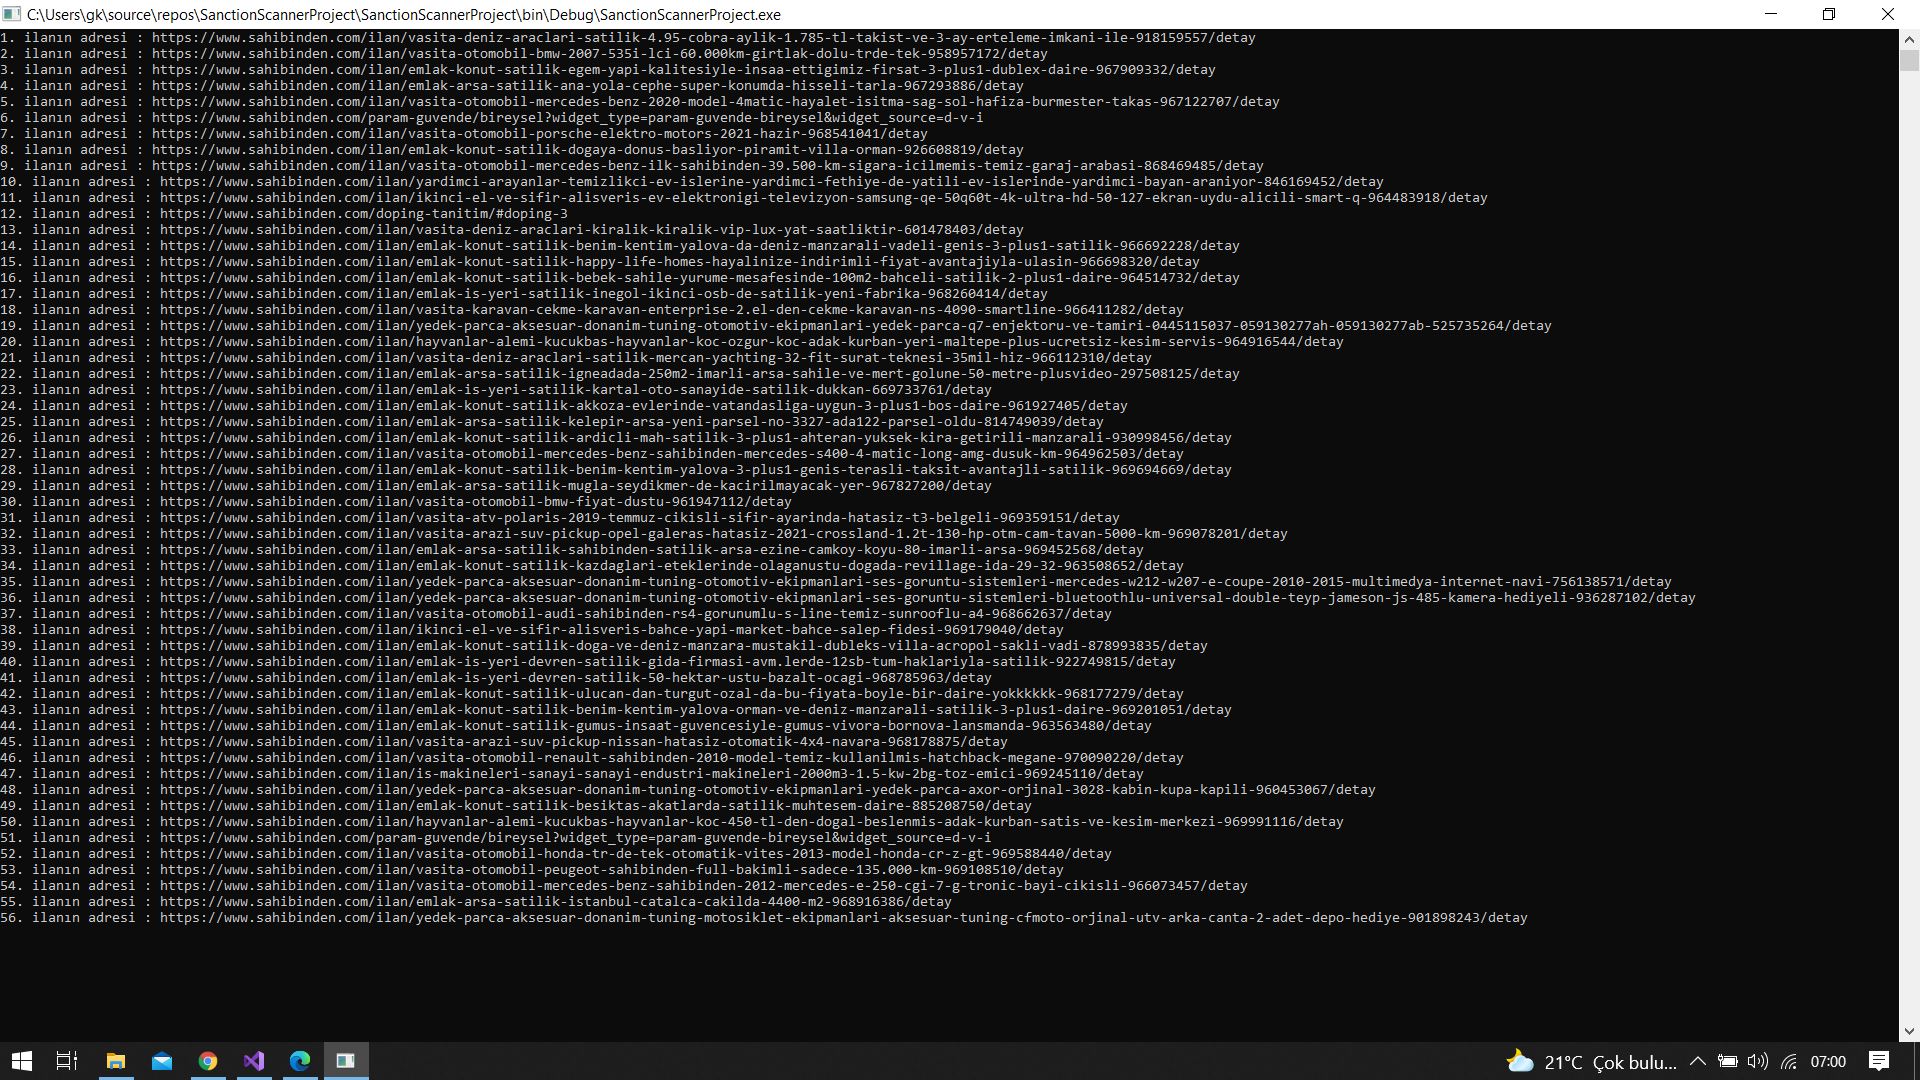 C:\Users\gk\source\repos\SanctionScannerProject\SanctionScannerProject\bin\Debug\SanctionScannerProject.exe
1. ilanın adresi : https://www.sahibinden.com/ilan/vasita-deniz-araclari-satilik-4.95-cobra-aylik-1.785-tl-takist-ve-3-ay-erteleme-imkani-ile-918159557/detay
2. ilanın adresi : https://www.sahibinden.com/ilan/vasita-otomobil-bmw-2007-535i-lci-60.000km-girtlak-dolu-trde-tek-958957172/detay
3. ilanın adresi : https://www.sahibinden.com/ilan/emlak-konut-satilik-egem-yapi-kalitesiyle-insaa-ettigimiz-firsat-3-plus1-dublex-daire-967909332/detay
4. ilanın adresi : https://www.sahibinden.com/ilan/emlak-arsa-satilik-ana-yola-cephe-super-konumda-hisseli-tarla-967293886/detay
5. ilanın adresi : https://www.sahibinden.com/ilan/vasita-otomobil-mercedes-benz-2020-model-4matic-hayalet-isitma-sag-sol-hafiza-burmester-takas-967122707/detay
6. ilanın adresi : https://www.sahibinden.com/param-guvende/bireysel?widget_type=param-guvende-bireysel&widget_source=d-v-i
7. ilanın adresi : https://www.sahibinden.com/ilan/vasita-otomobil-porsche-elektro-motors-2021-hazir-968541041/detay
8. ilanın adresi : https://www.sahibinden.com/ilan/emlak-konut-satilik-dogaya-donus-basliyor-piramit-villa-orman-926608819/detay
9. ilanın adresi : https://www.sahibinden.com/ilan/vasita-otomobil-mercedes-benz-ilk-sahibinden-39.500-km-sigara-icilmemis-temiz-garaj-arabasi-868469485/detay
10. ilanın adresi : https://www.sahibinden.com/ilan/yardimci-arayanlar-temizlikci-ev-islerine-yardimci-fethiye-de-yatili-ev-islerinde-yardimci-bayan-araniyor-846169452/detay
11. ilanın adresi : https://www.sahibinden.com/ilan/ikinci-el-ve-sifir-alisveris-ev-elektronigi-televizyon-samsung-qe-50q60t-4k-ultra-hd-50-127-ekran-uydu-alicili-smart-q-964483918/detay
12. ilanın adresi : https://www.sahibinden.com/doping-tanitim/#doping-3
13. ilanın adresi : https://www.sahibinden.com/ilan/vasita-deniz-araclari-kiralik-kiralik-vip-lux-yat-saatliktir-601478403/detay
14. ilanın adresi : https://www.sahibinden.com/ilan/emlak-konut-satilik-benim-kentim-yalova-da-deniz-manzarali-vadeli-genis-3-plus1-satilik-966692228/detay
15. ilanın adresi : https://www.sahibinden.com/ilan/emlak-konut-satilik-happy-life-homes-hayalinize-indirimli-fiyat-avantajiyla-ulasin-966698320/detay
16. ilanın adresi : https://www.sahibinden.com/ilan/emlak-konut-satilik-bebek-sahile-yurume-mesafesinde-100m2-bahceli-satilik-2-plus1-daire-964514732/detay
17. ilanın adresi : https://www.sahibinden.com/ilan/emlak-is-yeri-satilik-inegol-ikinci-osb-de-satilik-yeni-fabrika-968260414/detay
18. ilanın adresi : https://www.sahibinden.com/ilan/vasita-karavan-cekme-karavan-enterprise-2.el-den-cekme-karavan-ns-4090-smartline-966411282/detay
19. ilanın adresi : https://www.sahibinden.com/ilan/yedek-parca-aksesuar-donanim-tuning-otomotiv-ekipmanlari-yedek-parca-q7-enjektoru-ve-tamiri-0445115037-059130277ah-059130277ab-525735264/detay
20. ilanın adresi : https://www.sahibinden.com/ilan/hayvanlar-alemi-kucukbas-hayvanlar-koc-ozgur-koc-adak-kurban-yeri-maltepe-plus-ucretsiz-kesim-servis-964916544/detay
21. ilanın adresi : https://www.sahibinden.com/ilan/vasita-deniz-araclari-satilik-mercan-yachting-32-fit-surat-teknesi-35mil-hiz-966112310/detay
22. ilanın adresi : https://www.sahibinden.com/ilan/emlak-arsa-satilik-igneadada-250m2-imarli-arsa-sahile-ve-mert-golune-50-metre-plusvideo-297508125/detay
23. ilanın adresi : https://www.sahibinden.com/ilan/emlak-is-yeri-satilik-kartal-oto-sanayide-satilik-dukkan-669733761/detay
24. ilanın adresi : https://www.sahibinden.com/ilan/emlak-konut-satilik-akkoza-evlerinde-vatandasliga-uygun-3-plus1-bos-daire-961927405/detay
25. ilanın adresi : https://www.sahibinden.com/ilan/emlak-arsa-satilik-kelepir-arsa-yeni-parsel-no-3327-ada122-parsel-oldu-814749039/detay
26. ilanın adresi : https://www.sahibinden.com/ilan/emlak-konut-satilik-ardicli-mah-satilik-3-plus1-ahteran-yuksek-kira-getirili-manzarali-930998456/detay
27. ilanın adresi : https://www.sahibinden.com/ilan/vasita-otomobil-mercedes-benz-sahibinden-mercedes-s400-4-matic-long-amg-dusuk-km-964962503/detay
28. ilanın adresi : https://www.sahibinden.com/ilan/emlak-konut-satilik-benim-kentim-yalova-3-plus1-genis-terasli-taksit-avantajli-satilik-969694669/detay
29. ilanın adresi : https://www.sahibinden.com/ilan/emlak-arsa-satilik-mugla-seydikmer-de-kacirilmayacak-yer-967827200/detay
30. ilanın adresi : https://www.sahibinden.com/ilan/vasita-otomobil-bmw-fiyat-dustu-961947112/detay
31. ilanın adresi : https://www.sahibinden.com/ilan/vasita-atv-polaris-2019-temmuz-cikisli-sifir-ayarinda-hatasiz-t3-belgeli-969359151/detay
32. ilanın adresi : https://www.sahibinden.com/ilan/vasita-arazi-suv-pickup-opel-galeras-hatasiz-2021-crossland-1.2t-130-hp-otm-cam-tavan-5000-km-969078201/detay
33. ilanın adresi : https://www.sahibinden.com/ilan/emlak-arsa-satilik-sahibinden-satilik-arsa-ezine-camkoy-koyu-80-imarli-arsa-969452568/detay
34. ilanın adresi : https://www.sahibinden.com/ilan/emlak-konut-satilik-kazdaglari-eteklerinde-olaganustu-dogada-revillage-ida-29-32-963508652/detay
35. ilanın adresi : https://www.sahibinden.com/ilan/yedek-parca-aksesuar-donanim-tuning-otomotiv-ekipmanlari-ses-goruntu-sistemleri-mercedes-w212-w207-e-coupe-2010-2015-multimedya-internet-navi-756138571/detay
36. ilanın adresi : https://www.sahibinden.com/ilan/yedek-parca-aksesuar-donanim-tuning-otomotiv-ekipmanlari-ses-goruntu-sistemleri-bluetoothlu-universal-double-teyp-jameson-js-485-kamera-hediyeli-936287102/detay
37. ilanın adresi : https://www.sahibinden.com/ilan/vasita-otomobil-audi-sahibinden-rs4-gorunumlu-s-line-temiz-sunrooflu-a4-968662637/detay
38. ilanın adresi : https://www.sahibinden.com/ilan/ikinci-el-ve-sifir-alisveris-bahce-yapi-market-bahce-salep-fidesi-969179040/detay
39. ilanın adresi : https://www.sahibinden.com/ilan/emlak-konut-satilik-doga-ve-deniz-manzara-mustakil-dubleks-villa-acropol-sakli-vadi-878993835/detay
40. ilanın adresi : https://www.sahibinden.com/ilan/emlak-is-yeri-devren-satilik-gida-firmasi-avm.lerde-12sb-tum-haklariyla-satilik-922749815/detay
41. ilanın adresi : https://www.sahibinden.com/ilan/emlak-is-yeri-devren-satilik-50-hektar-ustu-bazalt-ocagi-968785963/detay
42. ilanın adresi : https://www.sahibinden.com/ilan/emlak-konut-satilik-ulucan-dan-turgut-ozal-da-bu-fiyata-boyle-bir-daire-yokkkkkk-968177279/detay
43. ilanın adresi : https://www.sahibinden.com/ilan/emlak-konut-satilik-benim-kentim-yalova-orman-ve-deniz-manzarali-satilik-3-plus1-daire-969201051/detay
44. ilanın adresi : https://www.sahibinden.com/ilan/emlak-konut-satilik-gumus-insaat-guvencesiyle-gumus-vivora-bornova-lansmanda-963563480/detay
45. ilanın adresi : https://www.sahibinden.com/ilan/vasita-arazi-suv-pickup-nissan-hatasiz-otomatik-4x4-navara-968178875/detay
46. ilanın adresi : https://www.sahibinden.com/ilan/vasita-otomobil-renault-sahibinden-2010-model-temiz-kullanilmis-hatchback-megane-970090220/detay
47. ilanın adresi : https://www.sahibinden.com/ilan/is-makineleri-sanayi-sanayi-endustri-makineleri-2000m3-1.5-kw-2bg-toz-emici-969245110/detay
48. ilanın adresi : https://www.sahibinden.com/ilan/yedek-parca-aksesuar-donanim-tuning-otomotiv-ekipmanlari-yedek-parca-axor-orjinal-3028-kabin-kupa-kapili-960453067/detay
49. ilanın adresi : https://www.sahibinden.com/ilan/emlak-konut-satilik-besiktas-akatlarda-satilik-muhtesem-daire-885208750/detay
50. ilanın adresi : https://www.sahibinden.com/ilan/hayvanlar-alemi-kucukbas-hayvanlar-koc-450-tl-den-dogal-beslenmis-adak-kurban-satis-ve-kesim-merkezi-969991116/detay
51. ilanın adresi : https://www.sahibinden.com/param-guvende/bireysel?widget_type=param-guvende-bireysel&widget_source=d-v-i
52. ilanın adresi : https://www.sahibinden.com/ilan/vasita-otomobil-honda-tr-de-tek-otomatik-vites-2013-model-honda-cr-z-gt-969588440/detay
53. ilanın adresi : https://www.sahibinden.com/ilan/vasita-otomobil-peugeot-sahibinden-full-bakimli-sadece-135.000-km-969108510/detay
54. ilanın adresi : https://www.sahibinden.com/ilan/vasita-otomobil-mercedes-benz-sahibinden-2012-mercedes-e-250-cgi-7-g-tronic-bayi-cikisli-966073457/detay
55. ilanın adresi : https://www.sahibinden.com/ilan/emlak-arsa-satilik-istanbul-catalca-cakilda-4400-m2-968916386/detay
56. ilanın adresi : https://www.sahibinden.com/ilan/yedek-parca-aksesuar-donanim-tuning-motosiklet-ekipmanlari-aksesuar-tuning-cfmoto-orjinal-utv-arka-canta-2-adet-depo-hediye-901898243/detay
21°C Çok bulu... 07:00